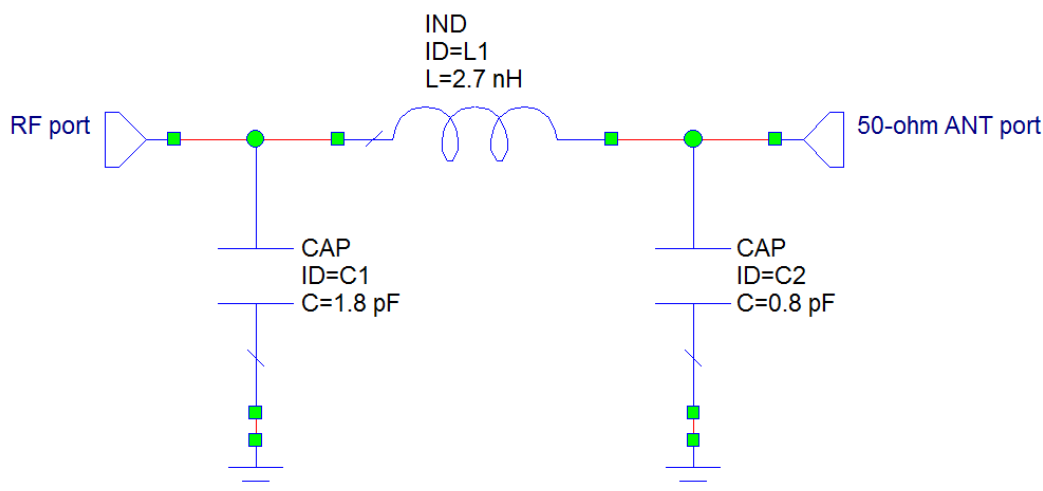 IND
ID=L1
L=2.7 nH
RF port
50-ohm ANT port
CAP
ID=C1
C=1.8 pF
CAP
ID=C2
C=0.8 pF